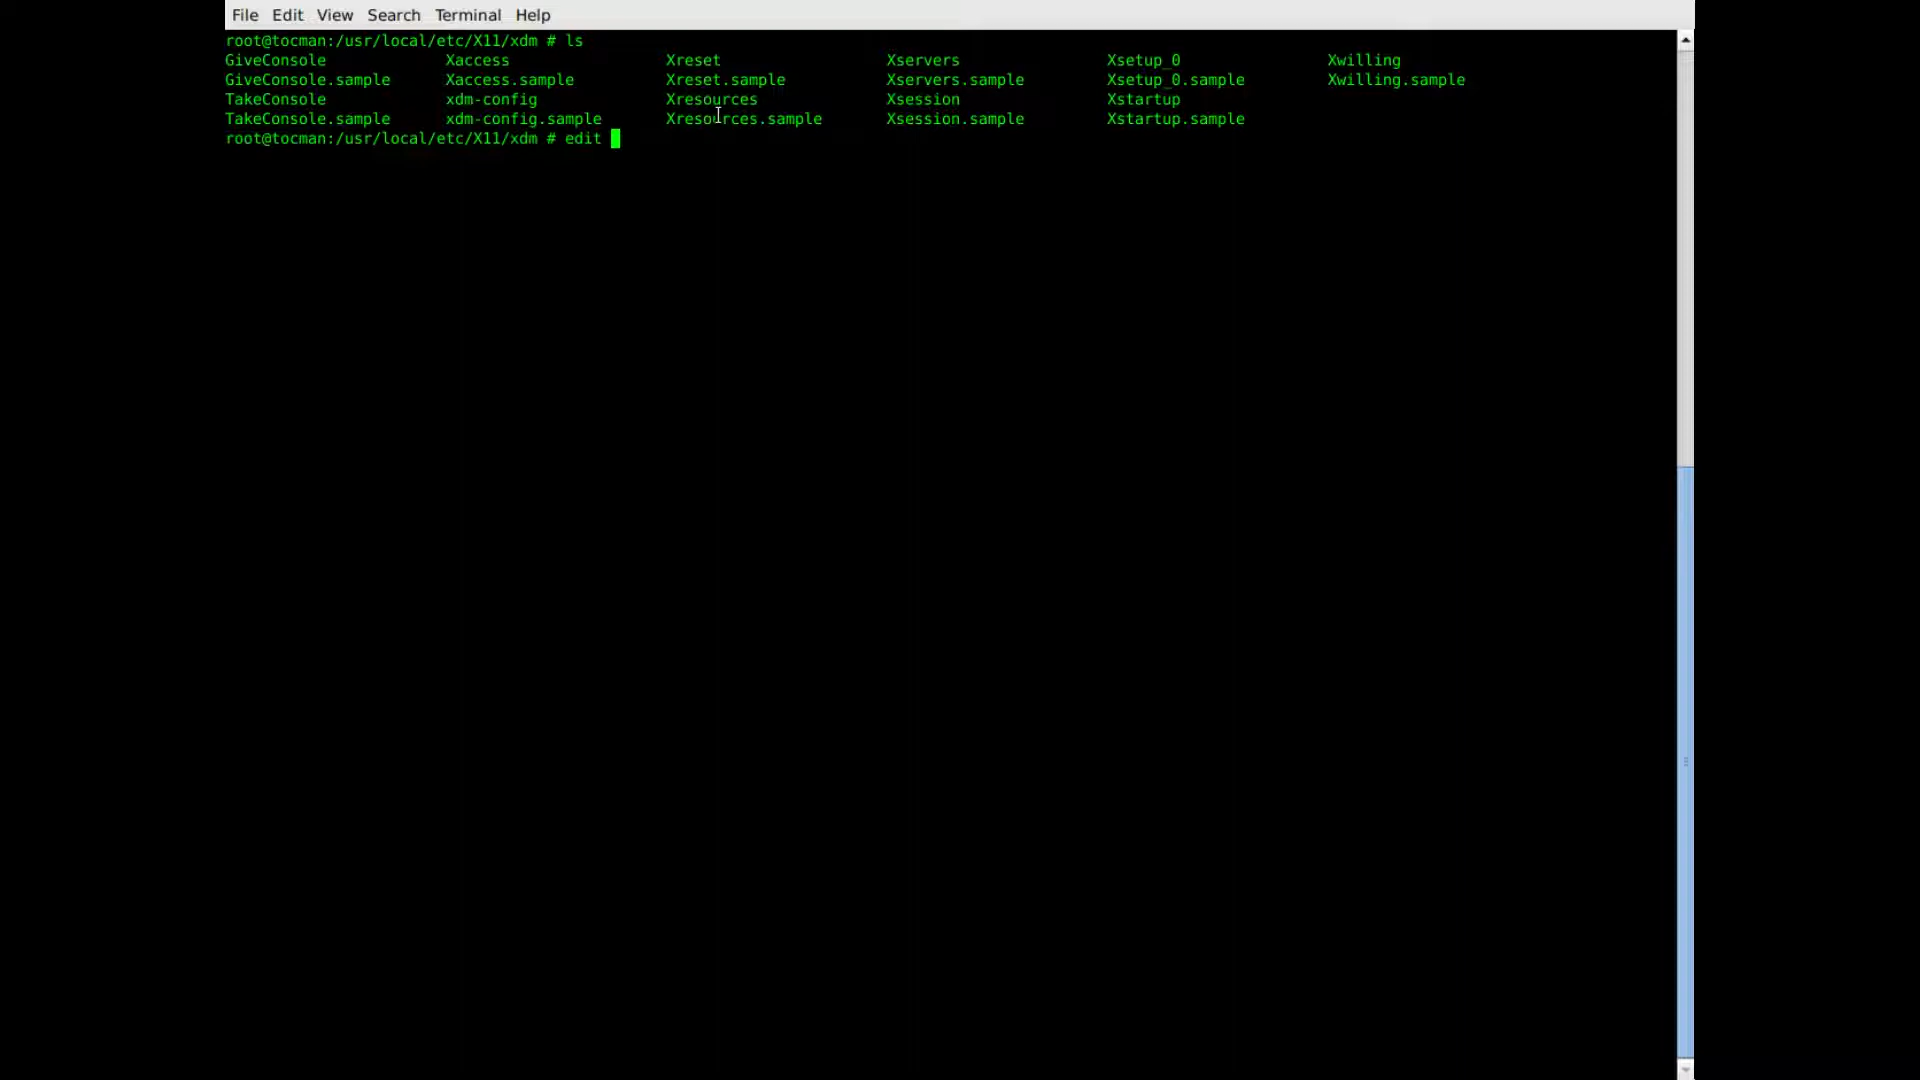 File Edit View Search Terminal Help
root@tocman:/usr/local/etc/X11/xdm # ls
GiveConsole Xaccess Xreset Xservers Xsetup_0 Xwilling
GiveConsole.sample Xaccess.sample Xreset.sample Xservers.sample Xsetup_0.sample Xwilling.sample
TakeConsole xdm-config Xresources Xsession Xstartup
TakeConsole.sample xdm-config.sample Xresources.sample Xsession.sample Xstartup.sample
root@tocman:/usr/local/etc/X11/xdm # edit